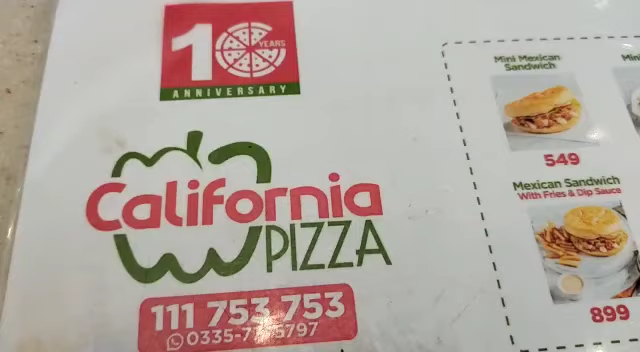 10 YEARS
ANNIVERSARY
California
PIZZA
111 753 753
Mini Mexican
Sandwich
549
Mexican Sandwich
With Fries & Dip Sauce
899
Mini